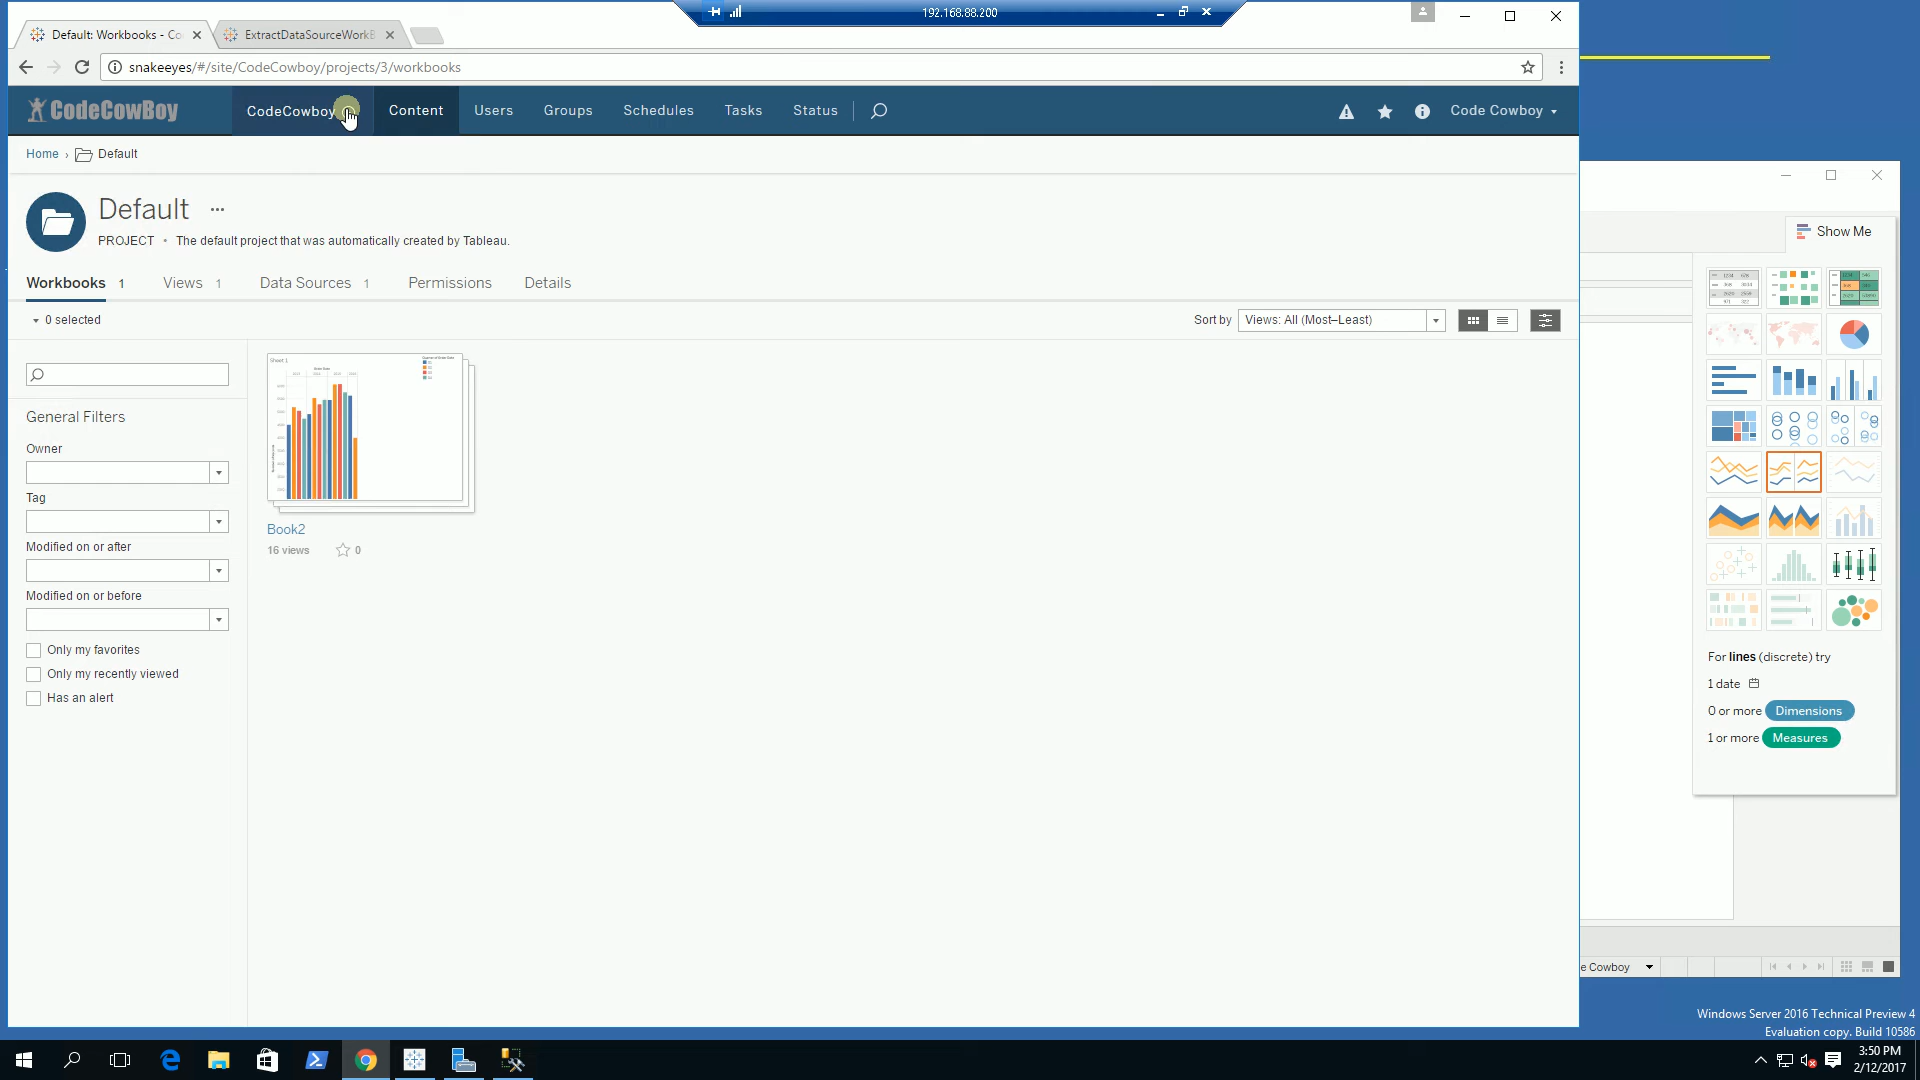 192.168.88.200
Default: Workbooks - Co
ExtractDataSourceWorkB
snakeeyes/#/site/CodeCowboy/projects/3/workbooks
CodeCowBoy
CodeCowboy
Content
Users
Groups
Schedules
Tasks
Status
Code Cowboy
Home › Default
Default ...
PROJECT • The default project that was automatically created by Tableau.
Workbooks 1
Views 1
Data Sources 1
Permissions
Details
0 selected
Sort by Views: All (Most–Least)
General Filters
Owner
Tag
Modified on or after
Modified on or before
Only my favorites
Only my recently viewed
Has an alert
Sheet 1
Book2
16 views 0
Show Me
For lines (discrete) try
1 date
0 or more Dimensions
1 or more Measures
e Cowboy
Windows Server 2016 Technical Preview 4
Evaluation copy. Build 10586
3:50 PM
2/12/2017